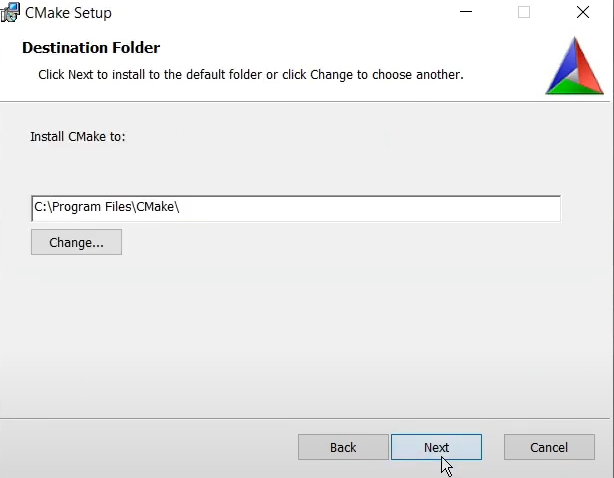 CMake Setup
Destination Folder
Click Next to install to the default folder or click Change to choose another.
Install CMake to:
C:\Program Files\CMake\
Change...
Back Next Cancel